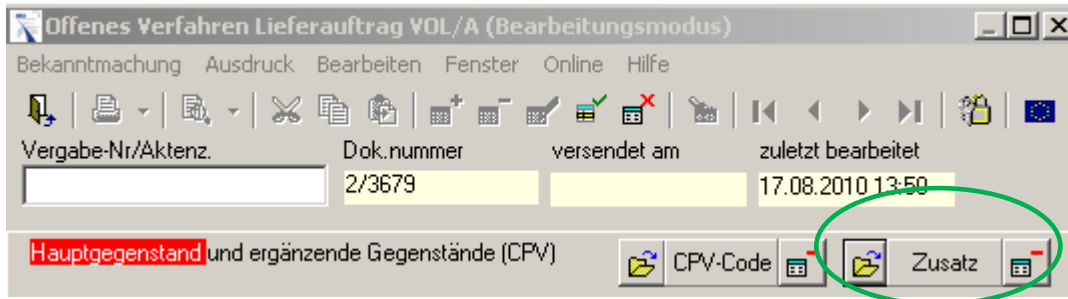 Offenes Verfahren Lieferauftrag VOL/A (Bearbeitungsmodus)
Bekanntmachung Ausdruck Bearbeiten Fenster Online Hilfe
Vergabe-Nr/Aktenz. Dok.nummer versendet am zuletzt bearbeitet
2/3679 17.08.2010 13:50
Hauptgegenstand und ergänzende Gegenstände (CPV) CPV-Code Zusatz